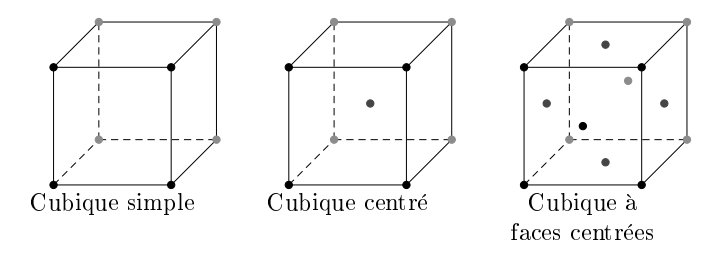 Cubique simple
Cubique centré
Cubique à
faces centrées